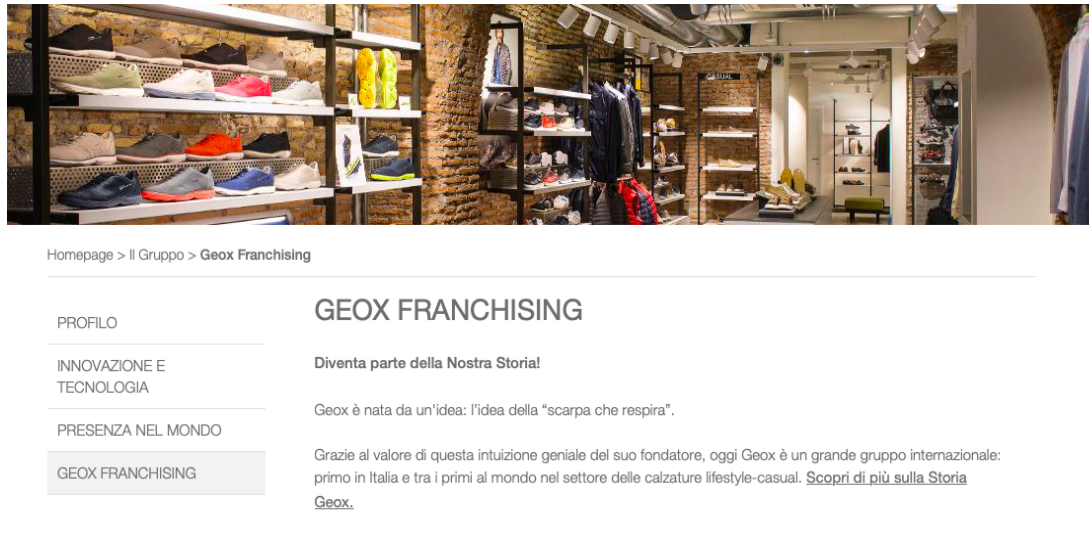 CASUAL
Homepage > Il Gruppo > Geox Franchising
PROFILO
INNOVAZIONE E
TECNOLOGIA
PRESENZA NEL MONDO
GEOX FRANCHISING
GEOX FRANCHISING
Diventa parte della Nostra Storia!
Geox è nata da un'idea: l’idea della “scarpa che respira”.
Grazie al valore di questa intuizione geniale del suo fondatore, oggi Geox è un grande gruppo internazionale:
primo in Italia e tra i primi al mondo nel settore delle calzature lifestyle-casual. Scopri di più sulla Storia
Geox.